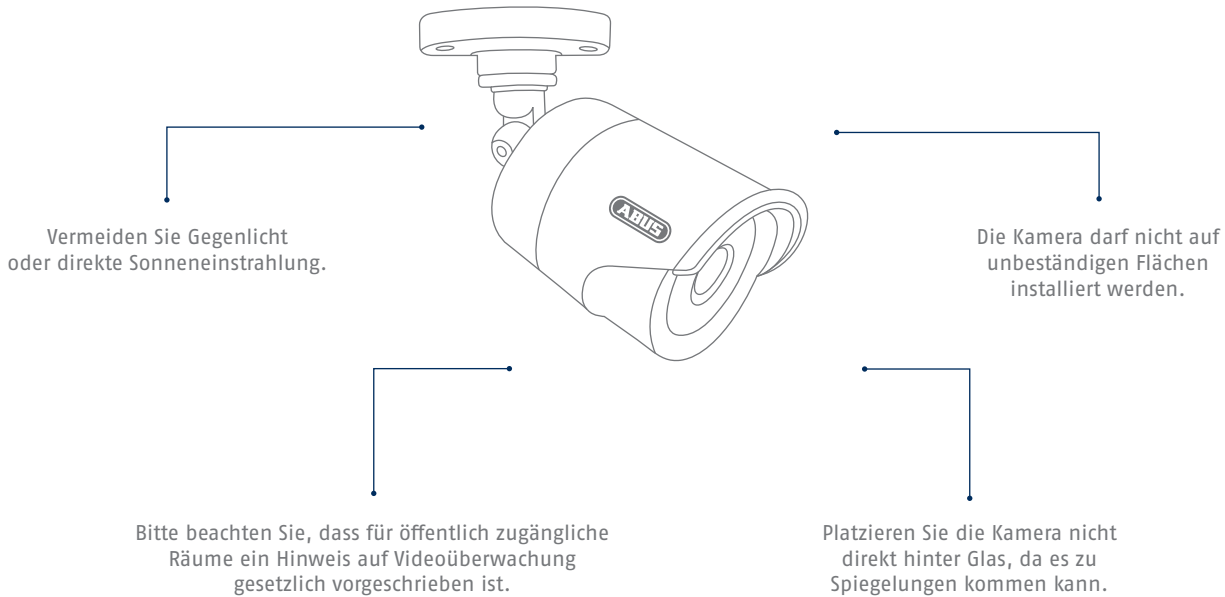 ABUS
Vermeiden Sie Gegenlicht
oder direkte Sonneneinstrahlung.
Die Kamera darf nicht auf
unbeständigen Flächen
installiert werden.
Bitte beachten Sie, dass für öffentlich zugängliche
Räume ein Hinweis auf Videoüberwachung
gesetzlich vorgeschrieben ist.
Platzieren Sie die Kamera nicht
direkt hinter Glas, da es zu
Spiegelungen kommen kann.